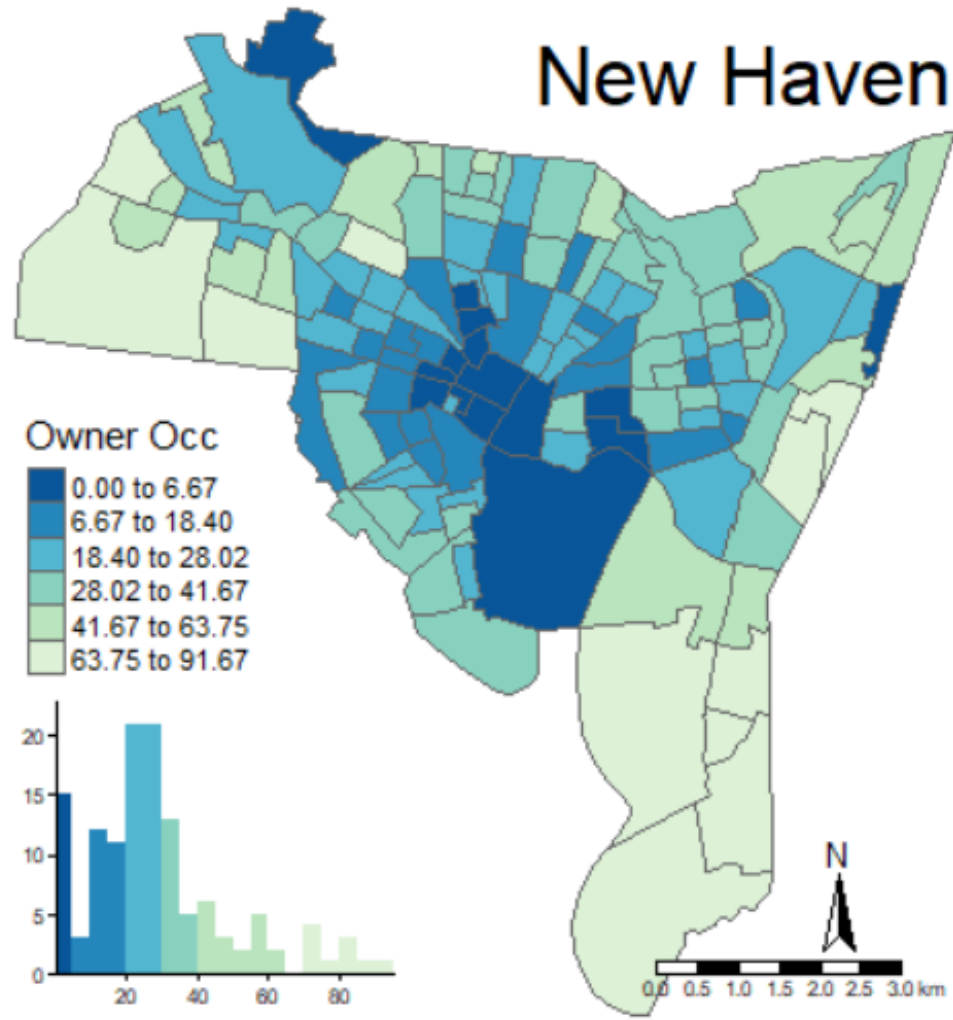 New Haven
Owner Occ
0.00 to 6.67
6.67 to 18.40
18.40 to 28.02
28.02 to 41.67
41.67 to 63.75
63.75 to 91.67
20
15
10
5
0
20 40 60 80
N
0.0 0.5 1.0 1.5 2.0 2.5 3.0 km